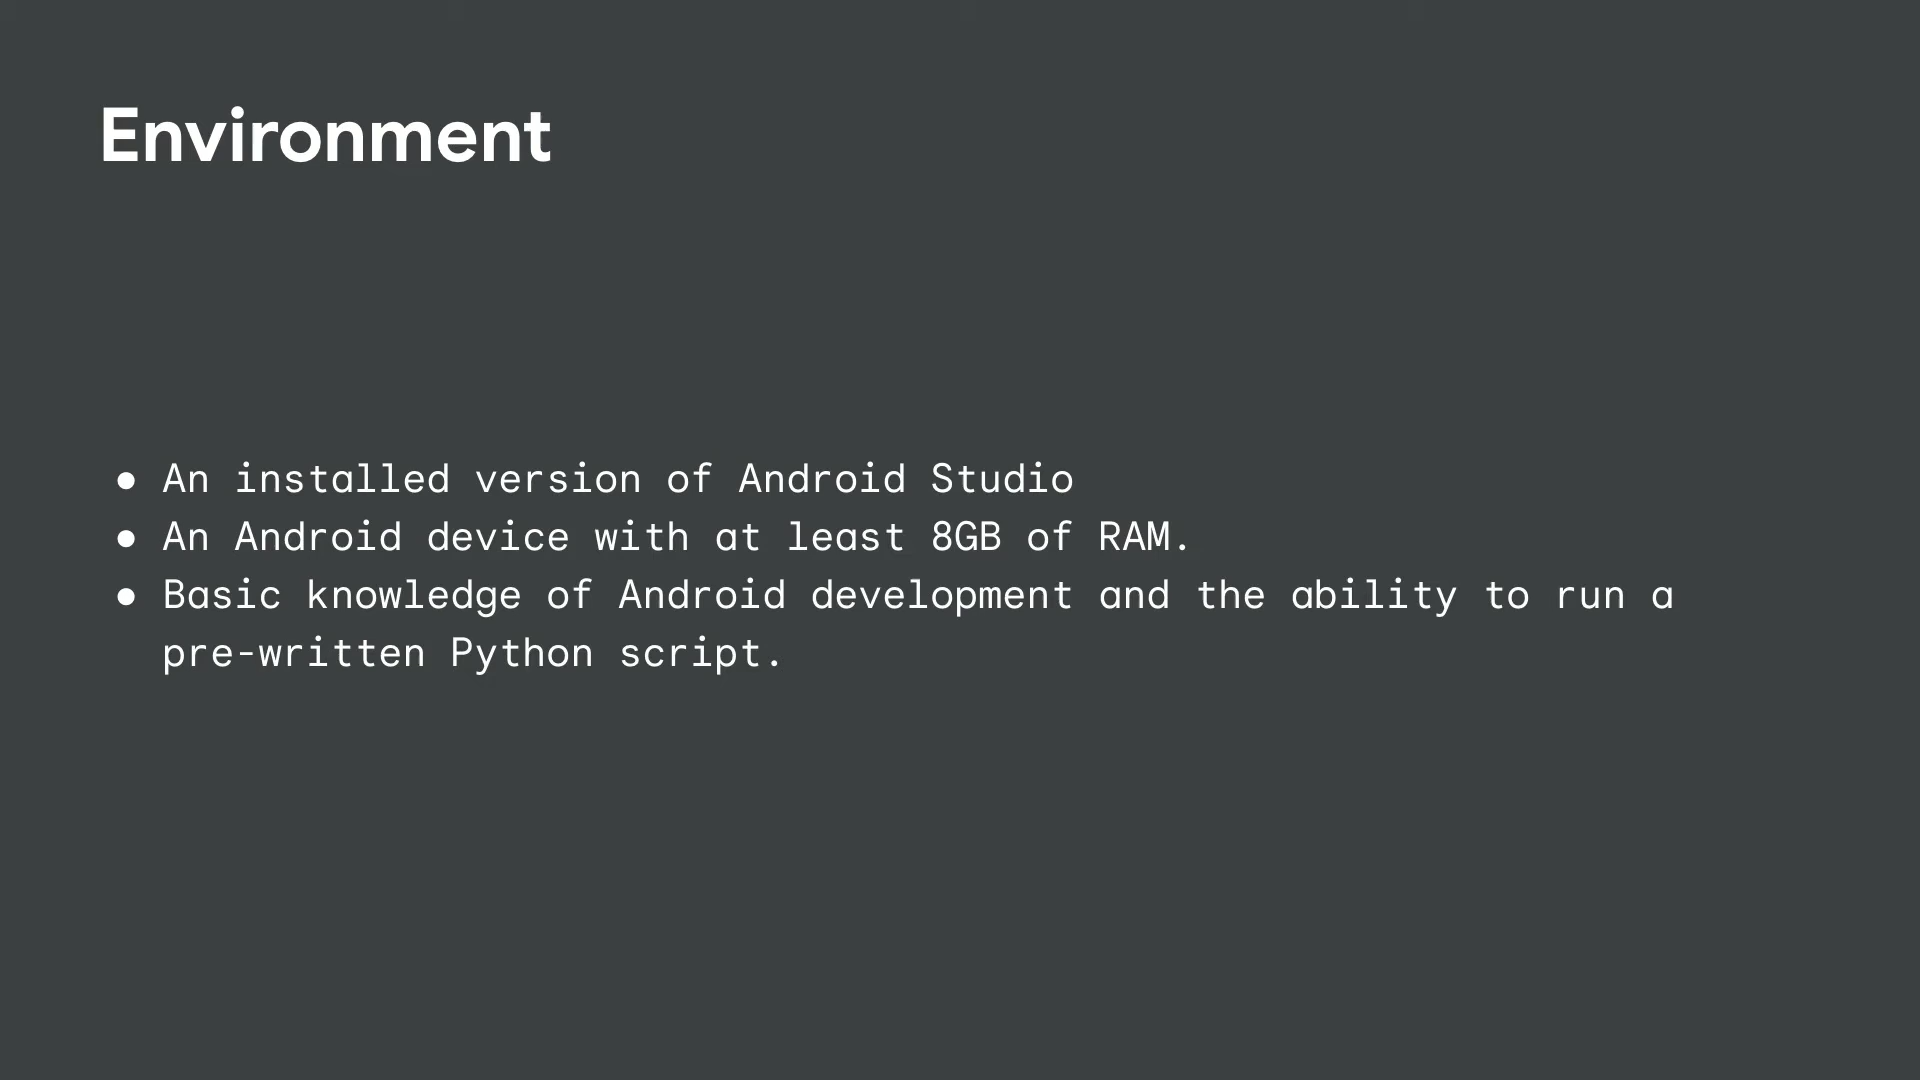 Environment
● An installed version of Android Studio
● An Android device with at least 8GB of RAM.
● Basic knowledge of Android development and the ability to run a
pre-written Python script.